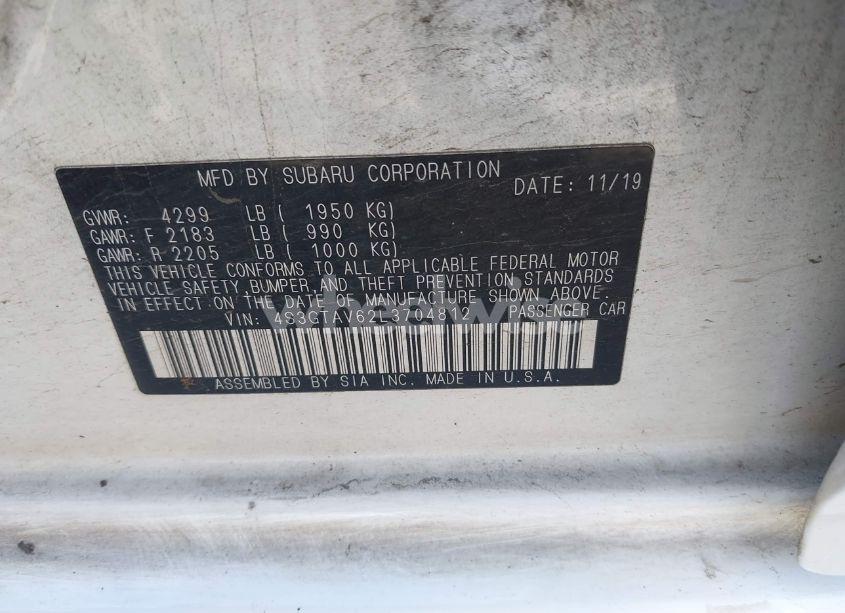 MFD BY SUBARU CORPORATION DATE: 11/19
GVWR: 4299 LB ( 1950 KG)
GAWR: F 2183 LB ( 990 KG)
GAWR: R 2205 LB ( 1000 KG)
THIS VEHICLE CONFORMS TO ALL APPLICABLE FEDERAL MOTOR
VEHICLE SAFETY, BUMPER, AND THEFT PREVENTION STANDARDS
IN EFFECT ON THE DATE OF MANUFACTURE SHOWN ABOVE.
VIN: 4S3GTAV62L3704812 PASSENGER CAR
ASSEMBLED BY SIA INC. MADE IN U.S.A.